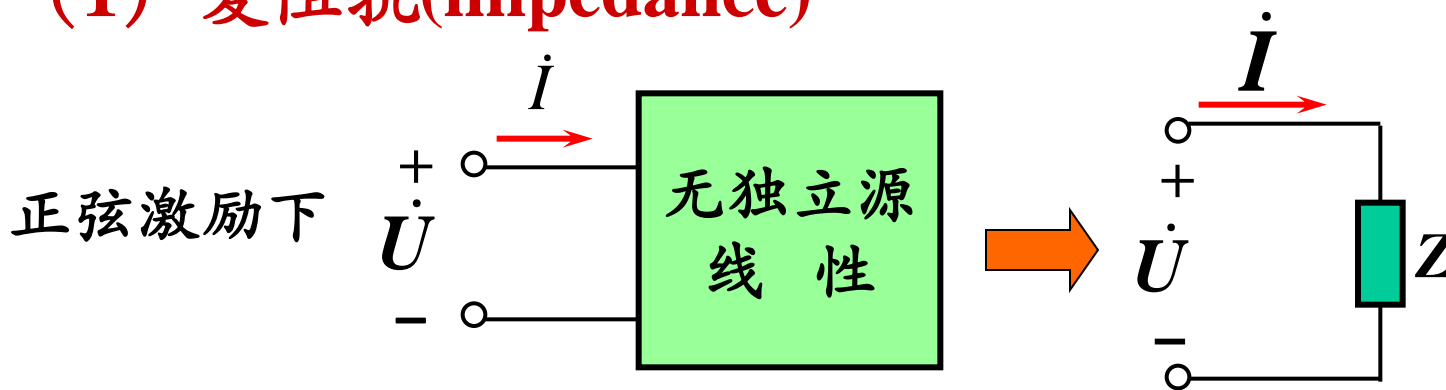 (1) 复阻抗(impedance)
İ
İ
+
U̇
−
正弦激励下
无独立源
线 性
+
U̇
−
Z